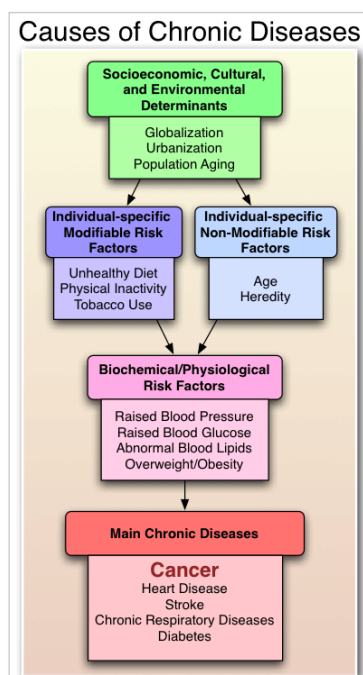 Causes of Chronic Diseases
Socioeconomic, Cultural,
and Environmental
Determinants
Globalization
Urbanization
Population Aging
Individual-specific
Modifiable Risk
Factors
Unhealthy Diet
Physical Inactivity
Tobacco Use
Individual-specific
Non-Modifiable Risk
Factors
Age
Heredity
Biochemical/Physiological
Risk Factors
Raised Blood Pressure
Raised Blood Glucose
Abnormal Blood Lipids
Overweight/Obesity
Main Chronic Diseases
Cancer
Heart Disease
Stroke
Chronic Respiratory Diseases
Diabetes